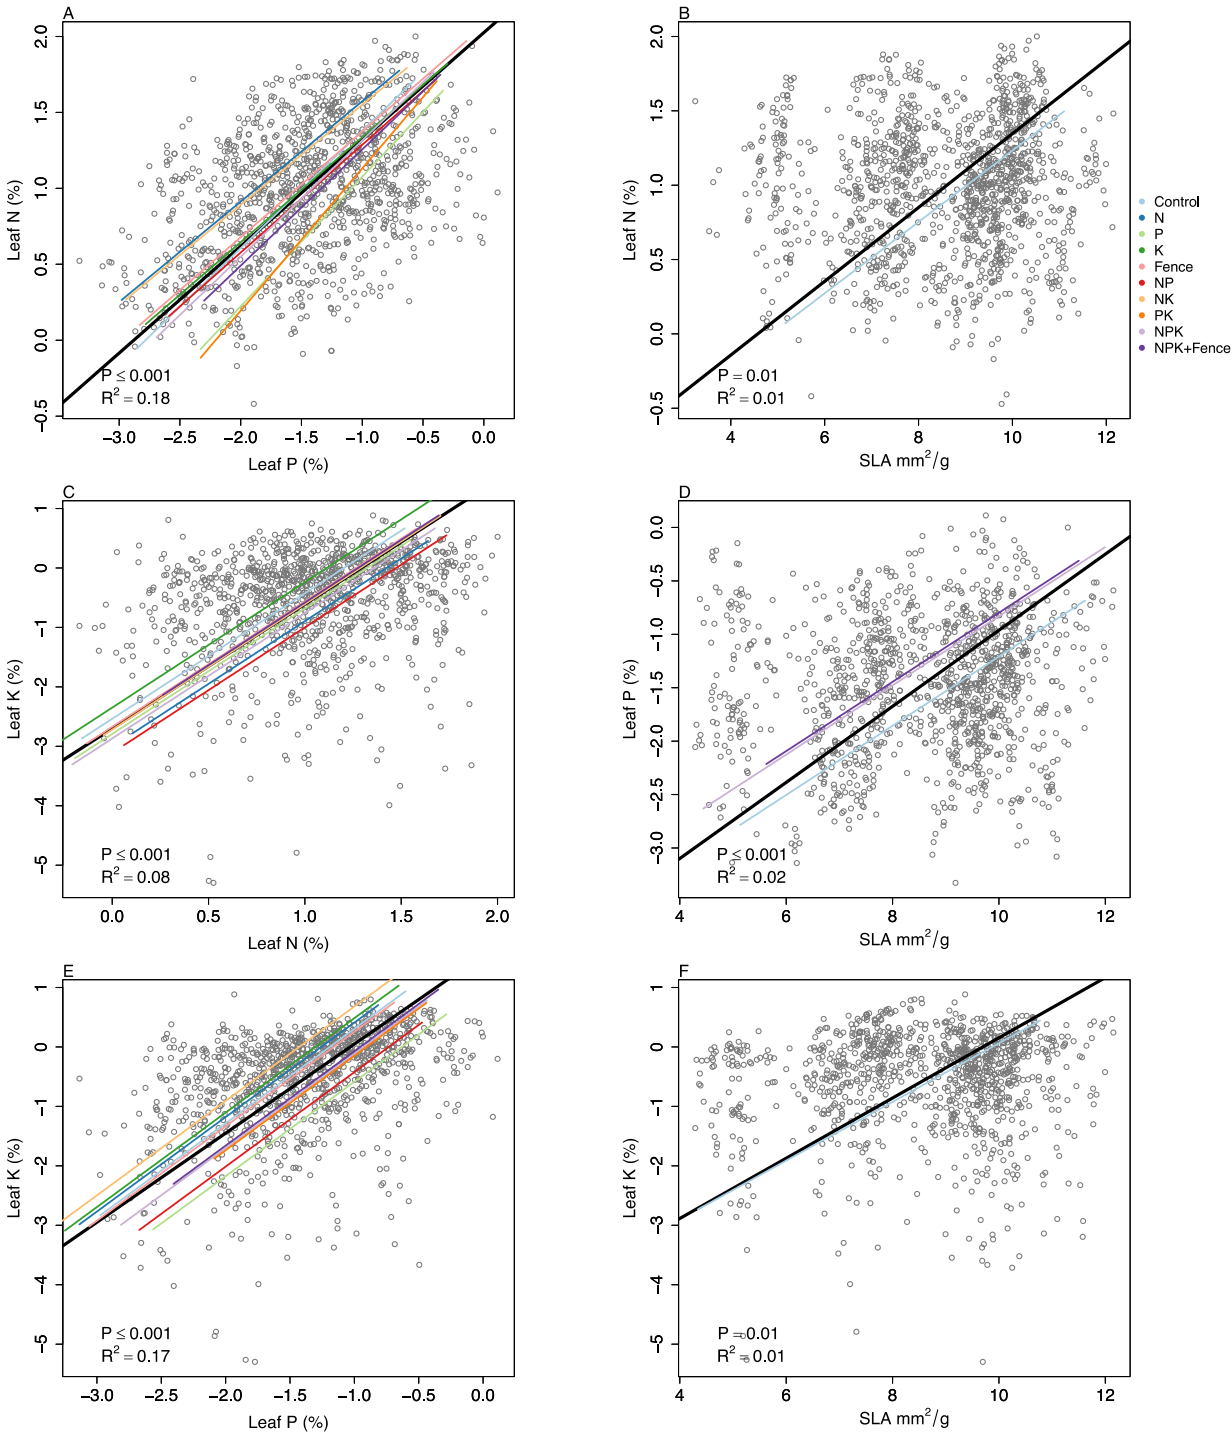 A
2.0
1.5
1.0
0.5
0.0
−0.5
Leaf N (%)
P ≤ 0.001
R² = 0.18
−3.0 −2.5 −2.0 −1.5 −1.0 −0.5 0.0
Leaf P (%)
B
2.0
1.5
1.0
0.5
0.0
−0.5
Leaf N (%)
P = 0.01
R² = 0.01
4 6 8 10 12
SLA mm²/g
Control
N
P
K
Fence
NP
NK
PK
NPK
NPK+Fence
C
1
0
−1
−2
−3
−4
−5
Leaf K (%)
P ≤ 0.001
R² = 0.08
0.0 0.5 1.0 1.5 2.0
Leaf N (%)
D
0.0
−0.5
−1.0
−1.5
−2.0
−2.5
−3.0
Leaf P (%)
P ≤ 0.001
R² = 0.02
4 6 8 10 12
SLA mm²/g
E
1
0
−1
−2
−3
−4
−5
Leaf K (%)
P ≤ 0.001
R² = 0.17
−3.0 −2.5 −2.0 −1.5 −1.0 −0.5 0.0
Leaf P (%)
F
1
0
−1
−2
−3
−4
−5
Leaf K (%)
P = 0.01
R² = 0.01
4 6 8 10 12
SLA mm²/g